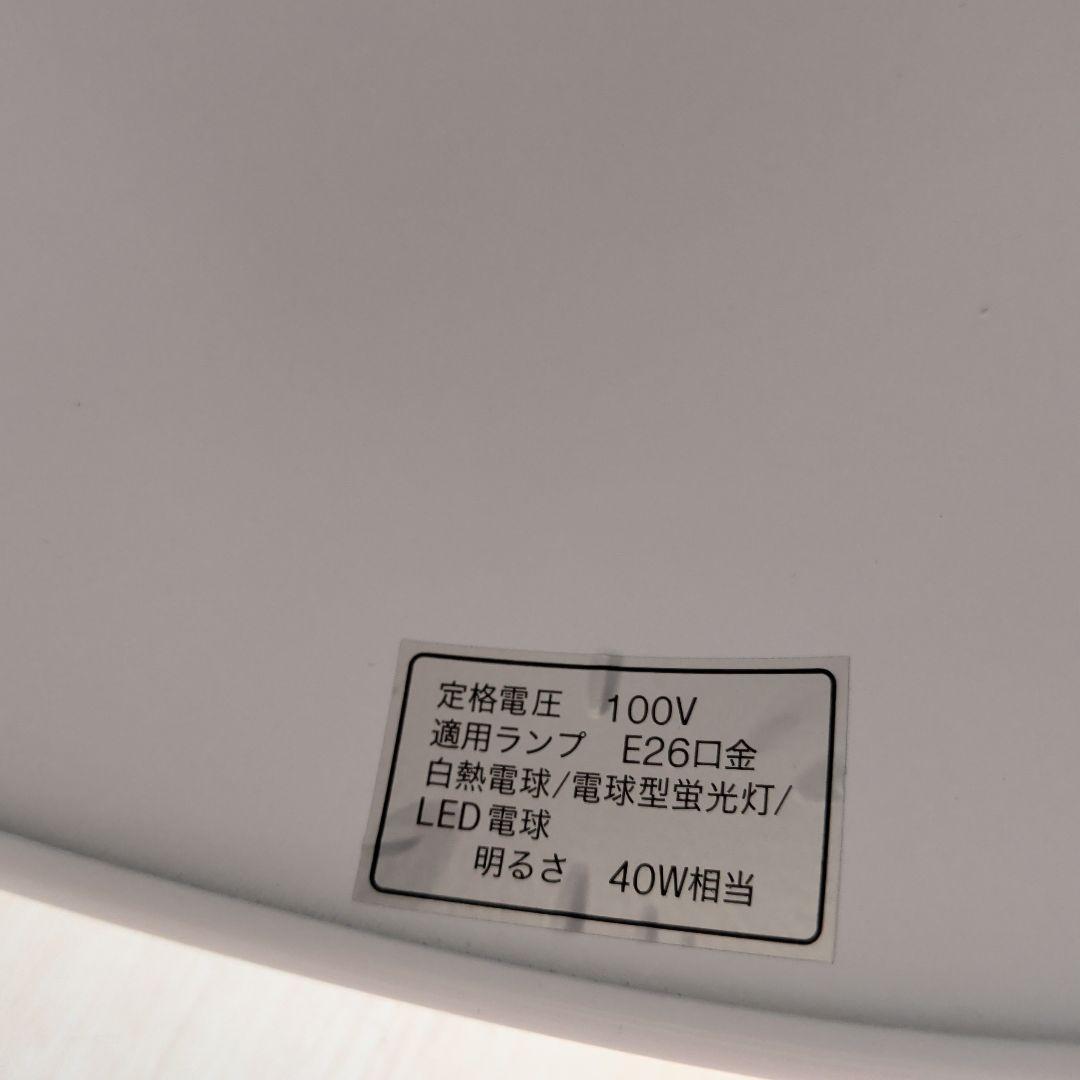 定格電圧 100V
適用ランプ E26口金
白熱電球/電球型蛍光灯/
LED電球
明るさ 40W相当